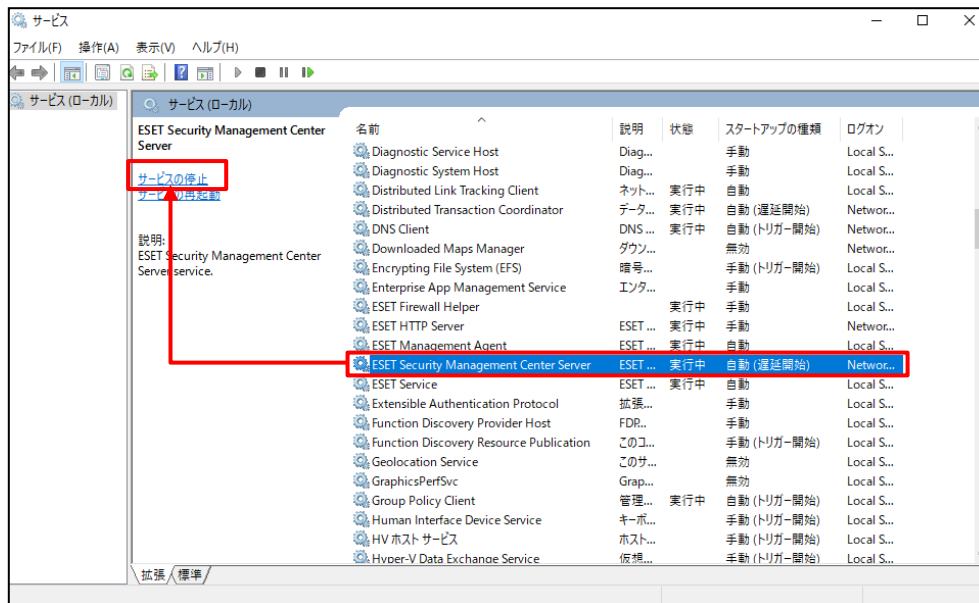 サービス
ファイル(F) 操作(A) 表示(V) ヘルプ(H)
サービス (ローカル)
サービス (ローカル)
ESET Security Management Center Server
サービスの停止
サービスの再起動
説明:
ESET Security Management Center Server service.
名前 説明 状態 スタートアップの種類 ログオン
Diagnostic Service Host Diag... 手動 Local S...
Diagnostic System Host Diag... 手動 Local S...
Distributed Link Tracking Client ネット... 実行中 自動 Local S...
Distributed Transaction Coordinator データ... 実行中 自動 (遅延開始) Networ...
DNS Client DNS ... 実行中 自動 (トリガー開始) Networ...
Downloaded Maps Manager ダウン... 無効 Networ...
Encrypting File System (EFS) 暗号... 手動 (トリガー開始) Local S...
Enterprise App Management Service エンタ... 手動 Local S...
ESET Firewall Helper 実行中 手動 Local S...
ESET HTTP Server ESET ... 実行中 手動 Networ...
ESET Management Agent ESET ... 実行中 自動 Local S...
ESET Security Management Center Server ESET ... 実行中 自動 (遅延開始) Networ...
ESET Service ESET ... 実行中 自動 Local S...
Extensible Authentication Protocol 拡張... 手動 Local S...
Function Discovery Provider Host FDP... 手動 Local S...
Function Discovery Resource Publication このコ... 手動 (トリガー開始) Local S...
Geolocation Service このサ... 無効 Local S...
GraphicsPerfSvc Grap... 無効 Local S...
Group Policy Client 管理... 実行中 自動 (トリガー開始) Local S...
Human Interface Device Service キーボ... 手動 (トリガー開始) Local S...
HV ホスト サービス ホスト... 手動 (トリガー開始) Local S...
Hyper-V Data Exchange Service 仮想... 手動 (トリガー開始) Local S...
拡張 標準